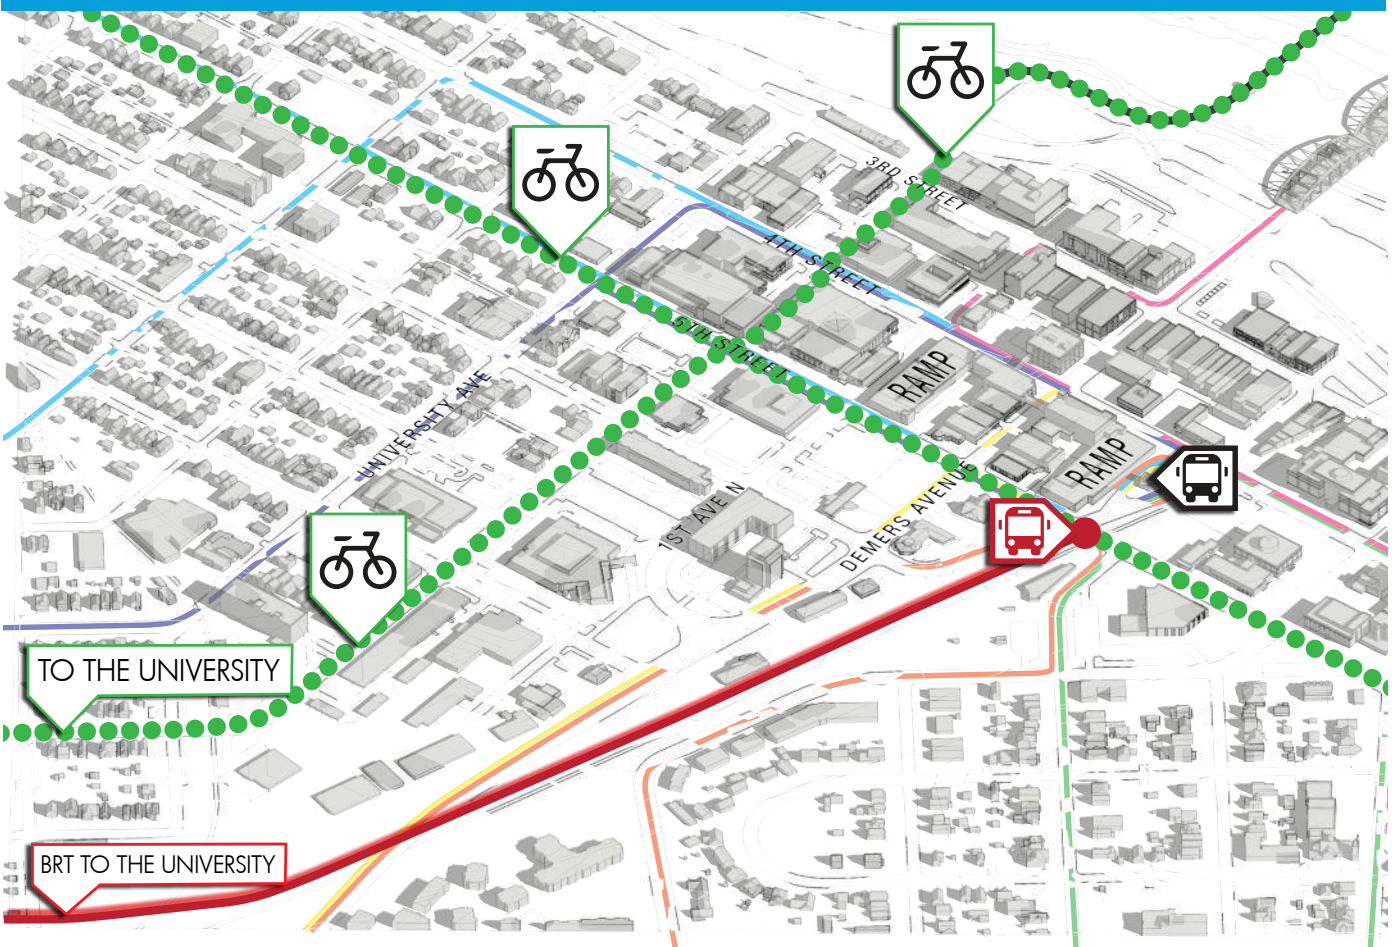 3RD STREET
4TH STREET
5TH STREET
RAMP
UNIVERSITY AVE
RAMP
1ST AVE N
DEMERS AVENUE
TO THE UNIVERSITY
BRT TO THE UNIVERSITY